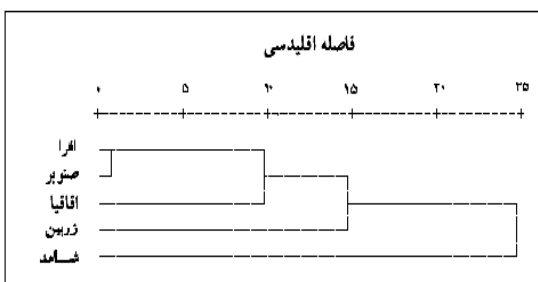 فاصله اقلیدسی
۰ ۵ ۱۰ ۱۵ ۲۰ ۲۵
افرا
صنوبر
اقاقیا
زربین
شاهد